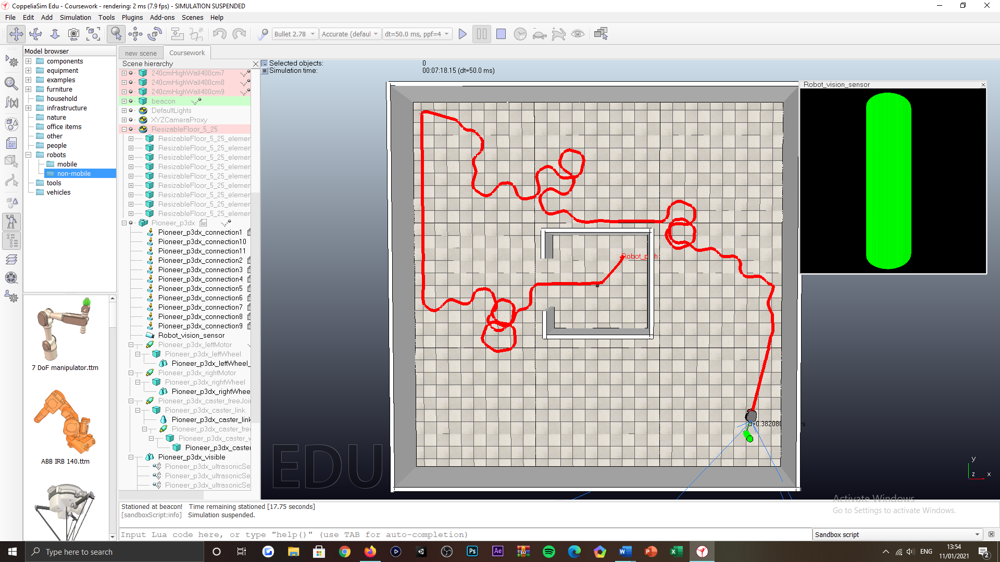 CoppeliaSim Edu - Coursework - rendering: 2 ms (7.9 fps) - SIMULATION SUSPENDED
File Edit Add Simulation Tools Plugins Add-ons Scenes Help
Bullet 2.78 Accurate (defaul dt=50.0 ms, ppf=4
Model browser
components
equipment
examples
furniture
household
infrastructure
nature
office items
other
people
robots
mobile
non-mobile
tools
vehicles
7 DoF manipulator.ttm
ABB IRB 140.ttm
new scene Coursework
Scene hierarchy
240cmHighWall400cm7
240cmHighWall400cm8
240cmHighWall400cm9
beacon
DefaultLights
XYZCameraProxy
ResizableFloor_5_25
ResizableFloor_5_25_elemer
ResizableFloor_5_25_elemer
ResizableFloor_5_25_elemer
ResizableFloor_5_25_elemer
ResizableFloor_5_25_elemer
ResizableFloor_5_25_elemer
ResizableFloor_5_25_elemer
ResizableFloor_5_25_elemer
ResizableFloor_5_25_elemer
Pioneer_p3dx
Pioneer_p3dx_connection1
Pioneer_p3dx_connection10
Pioneer_p3dx_connection11
Pioneer_p3dx_connection2
Pioneer_p3dx_connection3
Pioneer_p3dx_connection4
Pioneer_p3dx_connection5
Pioneer_p3dx_connection6
Pioneer_p3dx_connection7
Pioneer_p3dx_connection8
Pioneer_p3dx_connection9
Robot_vision_sensor
Pioneer_p3dx_leftMotor
Pioneer_p3dx_leftWheel
Pioneer_p3dx_leftWheel_
Pioneer_p3dx_rightMotor
Pioneer_p3dx_rightWheel
Pioneer_p3dx_rightWhee
Pioneer_p3dx_caster_freeJoi
Pioneer_p3dx_caster_link
Pioneer_p3dx_caster_link
Pioneer_p3dx_caster_fre
Pioneer_p3dx_caster_v
Pioneer_p3dx_caster
Pioneer_p3dx_visible
Pioneer_p3dx_ultrasonicSe
Pioneer_p3dx_ultrasonicSe
Pioneer_p3dx_ultrasonicSe
Selected objects: 0
Simulation time: 00:07:18.15 (dt=50.0 ms)
Robot_vision_sensor
EDU
y
z x
Activate Windows
Go to Settings to activate Windows.
Stationed at beacon! Time remaining stationed [17.75 seconds]
[sandboxScript:info] Simulation suspended.
Input Lua code here, or type "help()" (use TAB for auto-completion)
Sandbox script
Type here to search
Ps
Ae
ENG
13:54
11/01/2021
2